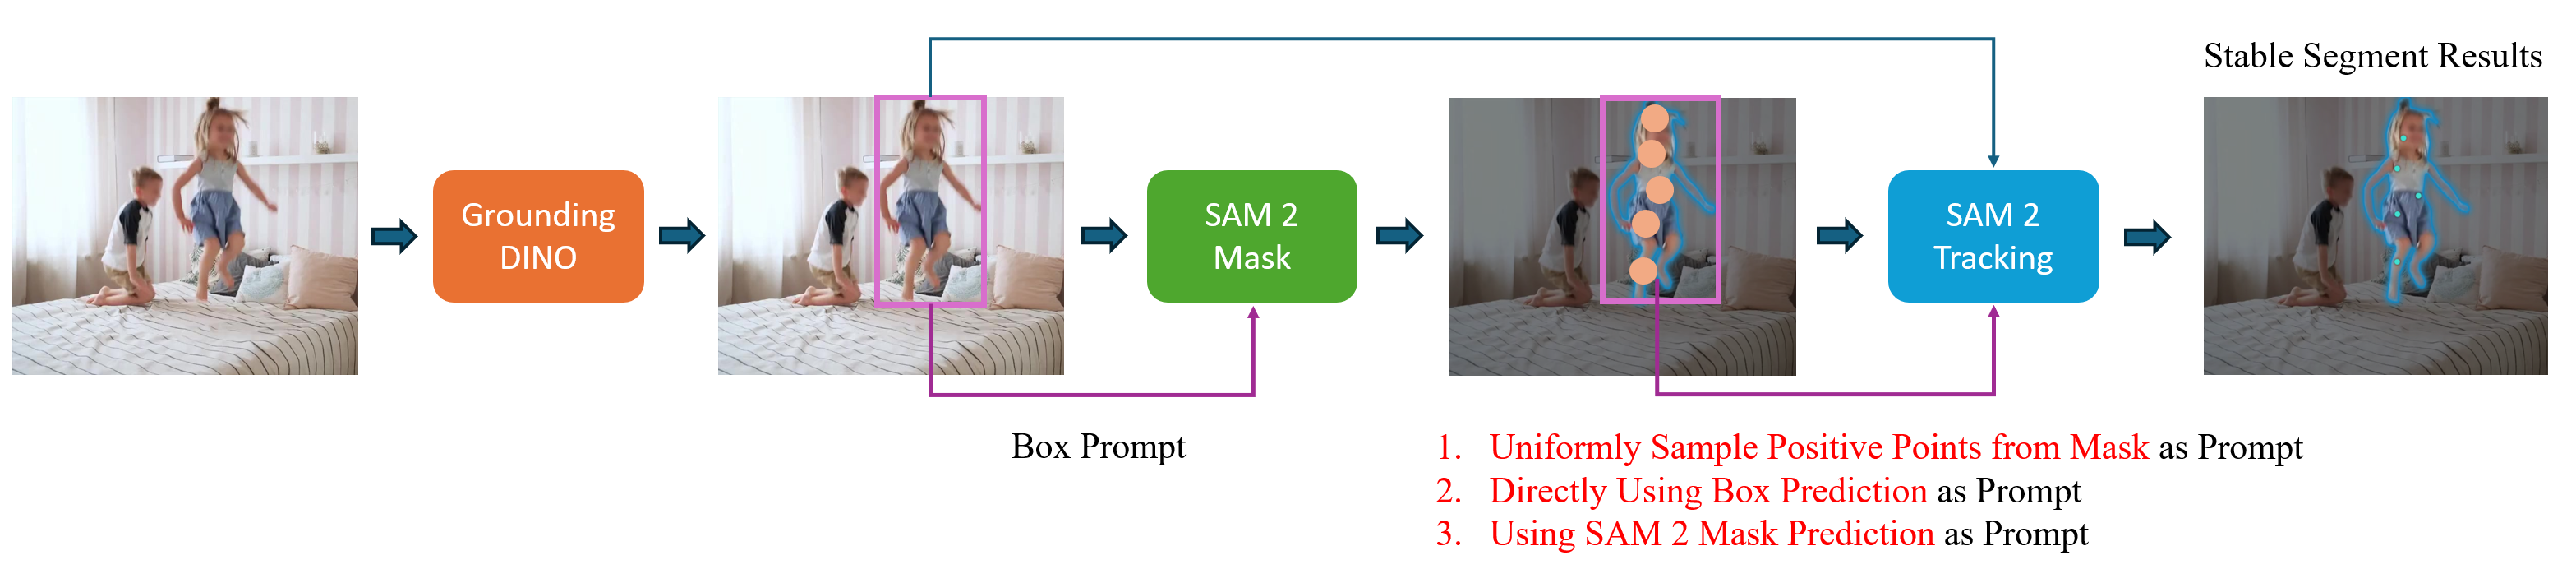 Stable Segment Results
Grounding
DINO
SAM 2
Mask
SAM 2
Tracking
Box Prompt
1. Uniformly Sample Positive Points from Mask as Prompt
2. Directly Using Box Prediction as Prompt
3. Using SAM 2 Mask Prediction as Prompt